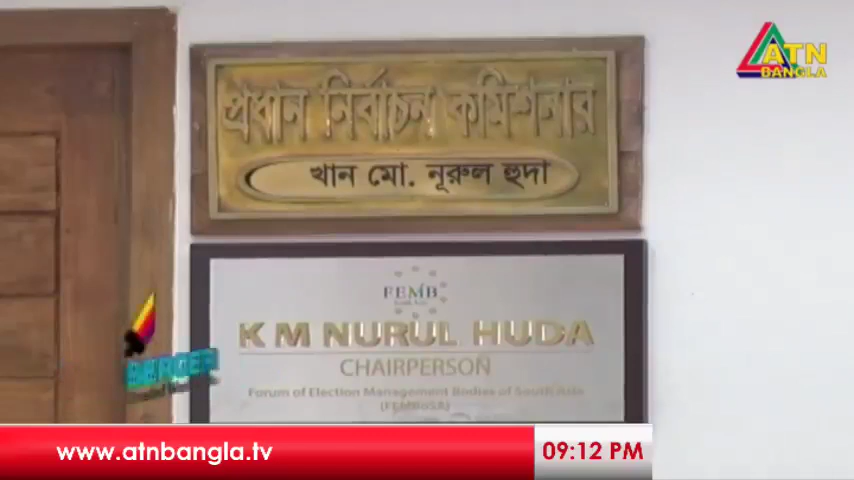 ATN
BANGLA
প্রধান নির্বাচন কমিশনার
খান মো. নূরুল হুদা
FEMB
K M NURUL HUDA
CHAIRPERSON
Forum of Election Management Bodies of South Asia
(FEMBoSA)
BERGER
www.atnbangla.tv
09:12 PM